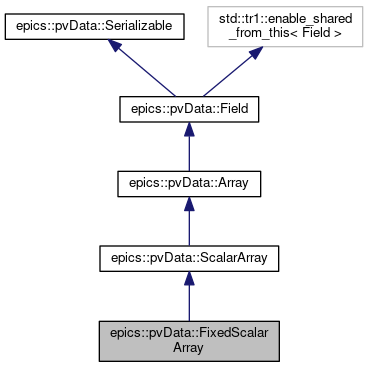 epics::pvData::Serializable
std::tr1::enable_shared
_from_this< Field >
epics::pvData::Field
epics::pvData::Array
epics::pvData::ScalarArray
epics::pvData::FixedScalar
Array